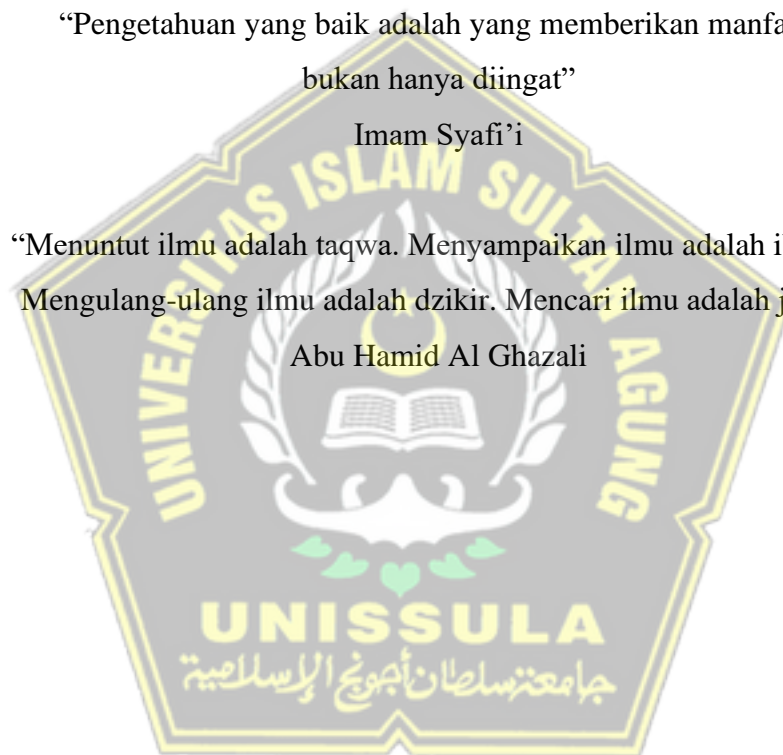 “Pengetahuan yang baik adalah yang memberikan manfa
bukan hanya diingat”
Imam Syafi’i
“Menuntut ilmu adalah taqwa. Menyampaikan ilmu adalah i
Mengulang-ulang ilmu adalah dzikir. Mencari ilmu adalah j
Abu Hamid Al Ghazali
UNIVERSITAS ISLAM SULTAN AGUNG
UNISSULA
جامعة سلطان أجونج الإسلامية